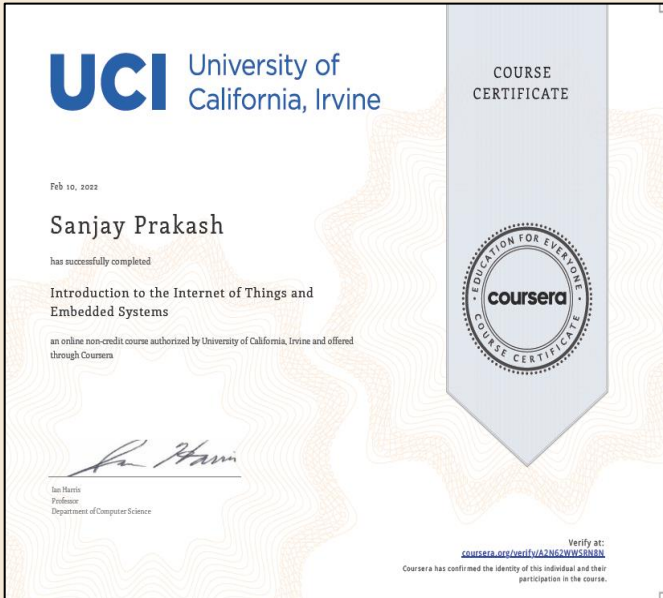 UCI University of
California, Irvine
COURSE
CERTIFICATE
Feb 10, 2022
Sanjay Prakash
has successfully completed
Introduction to the Internet of Things and
Embedded Systems
an online non-credit course authorized by University of California, Irvine and offered
through Coursera
EDUCATION FOR EVERYONE
coursera
COURSE CERTIFICATE
Ian Harris
Ian Harris
Professor
Department of Computer Science
Verify at:
coursera.org/verify/A2N62WWSRN8N
Coursera has confirmed the identity of this individual and their
participation in the course.